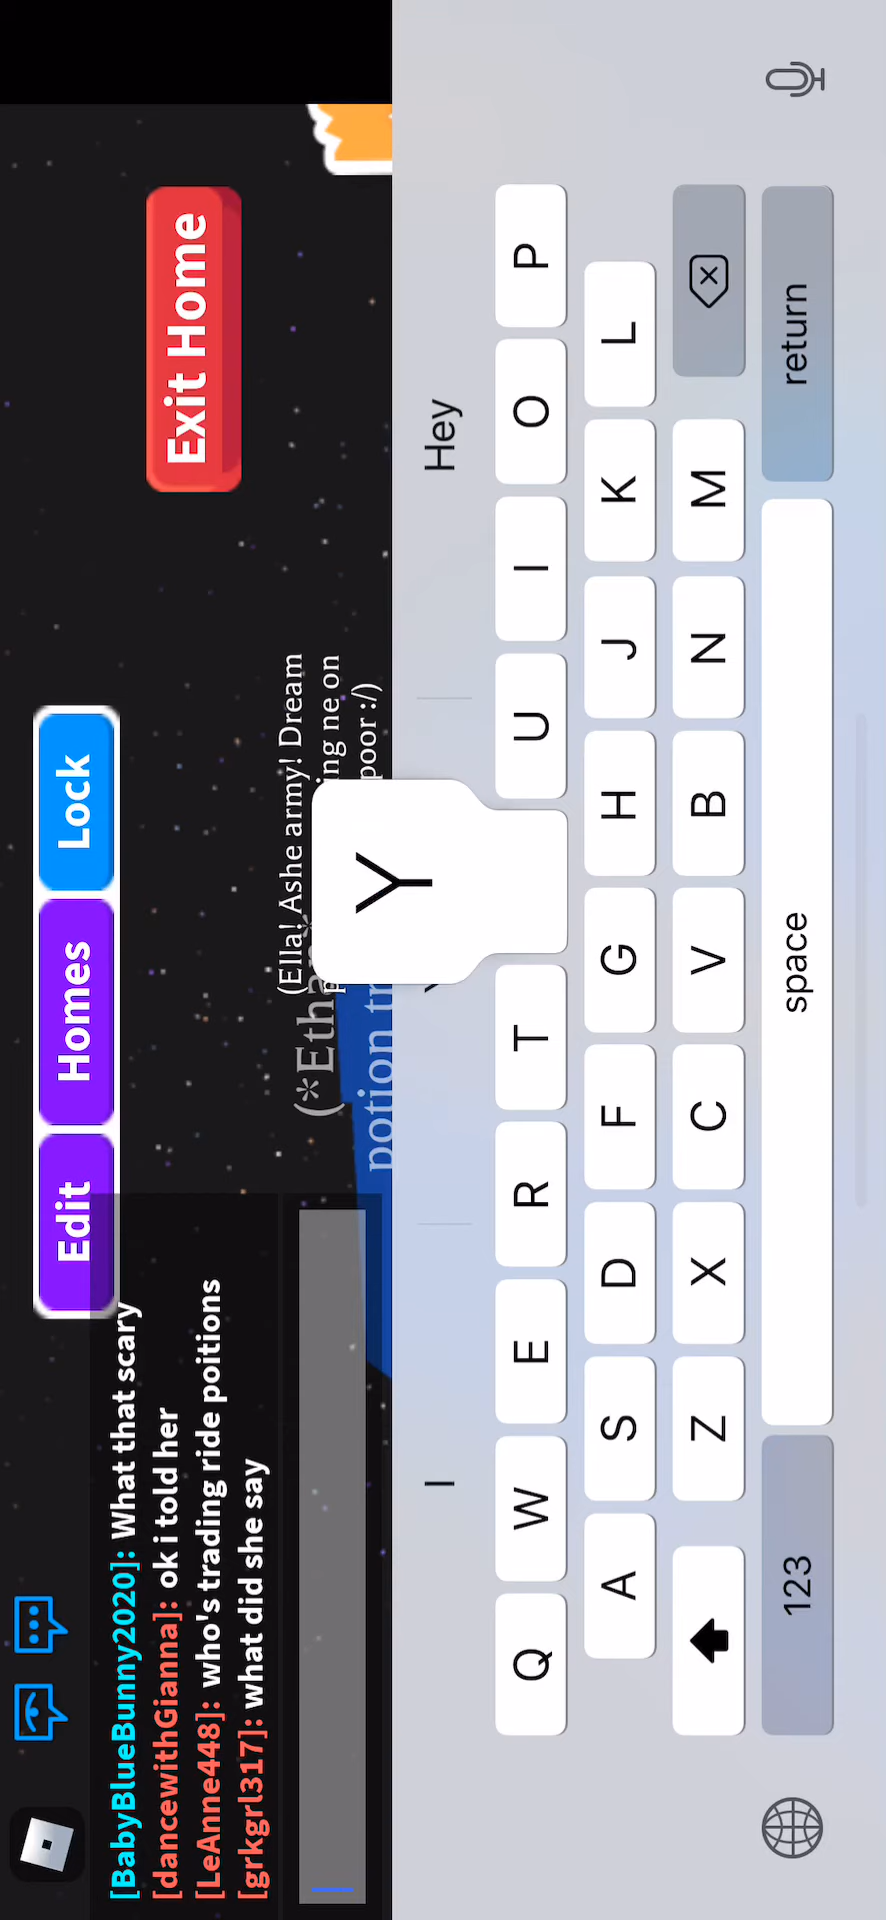 Edit Homes Lock
Exit Home
[BabyBlueBunny2020]: What that scary
[dancewithGianna]: ok i told her
[LeAnne448]: who's trading ride poitions
[grkgrl317]: what did she say
(Ella! Ashe army! Dream
ing ne on
poor :/)
(*Etha
potion tr
I
Hey
Q W E R T Y U I O P
A S D F G H J K L
Z X C V B N M
123 space return